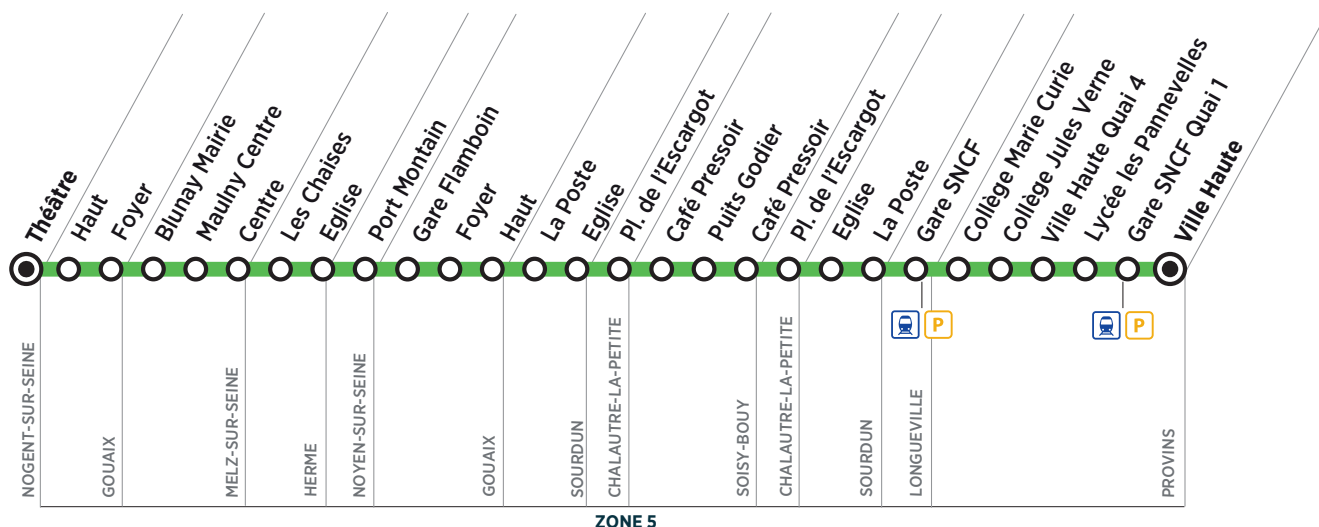 Théâtre
Haut
Foyer
Blunay Mairie
Maulny Centre
Centre
Les Chaises
Eglise
Port Montain
Gare Flamboin
Foyer
Haut
La Poste
Eglise
Pl. de l'Escargot
Café Pressoir
Puits Godier
Café Pressoir
Pl. de l'Escargot
Eglise
La Poste
Gare SNCF
Collège Marie Curie
Collège Jules Verne
Ville Haute Quai 4
Lycée les Pannevelles
Gare SNCF Quai 1
Ville Haute
P
P
NOGENT-SUR-SEINE
GOUAIX
MELZ-SUR-SEINE
HERME
NOYEN-SUR-SEINE
GOUAIX
SOURDUN
CHALAUTRE-LA-PETITE
SOISY-BOUY
CHALAUTRE-LA-PETITE
SOURDUN
LONGUEVILLE
PROVINS
ZONE 5